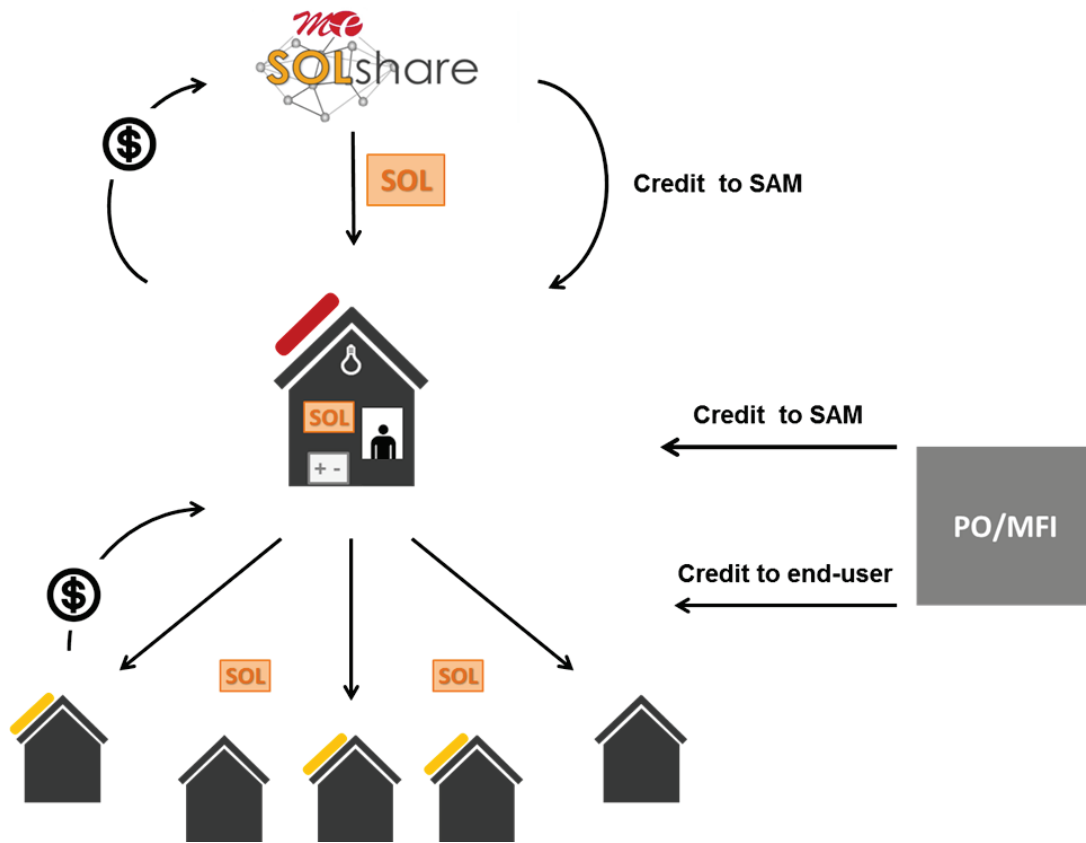 me
SOLshare
$
SOL
Credit to SAM
SOL
+ -
Credit to SAM
PO/MFI
Credit to end-user
$
SOL
SOL